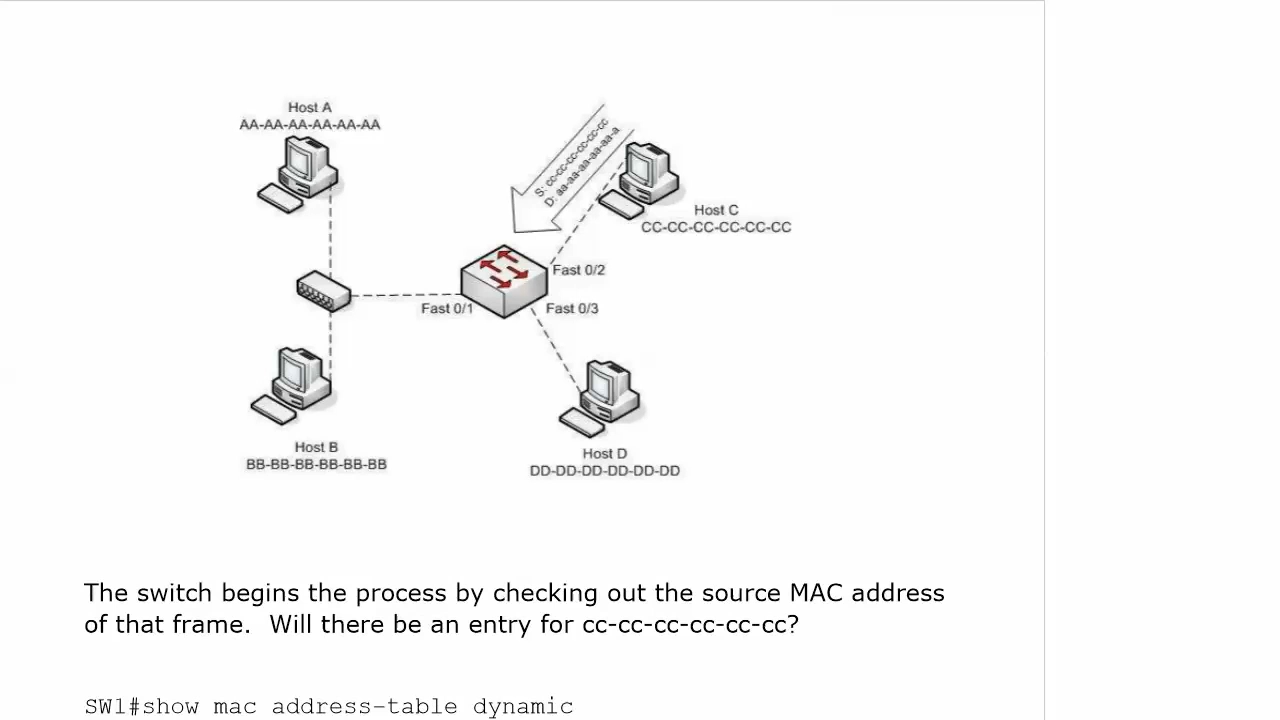 Host A
AA-AA-AA-AA-AA-AA
S: cc-cc-cc-cc-cc-cc
D: aa-aa-aa-aa-aa-a
Host C
CC-CC-CC-CC-CC-CC
Fast 0/2
Fast 0/1
Fast 0/3
Host B
BB-BB-BB-BB-BB-BB
Host D
DD-DD-DD-DD-DD-DD
The switch begins the process by checking out the source MAC address
of that frame. Will there be an entry for cc-cc-cc-cc-cc-cc?
SW1#show mac address-table dynamic